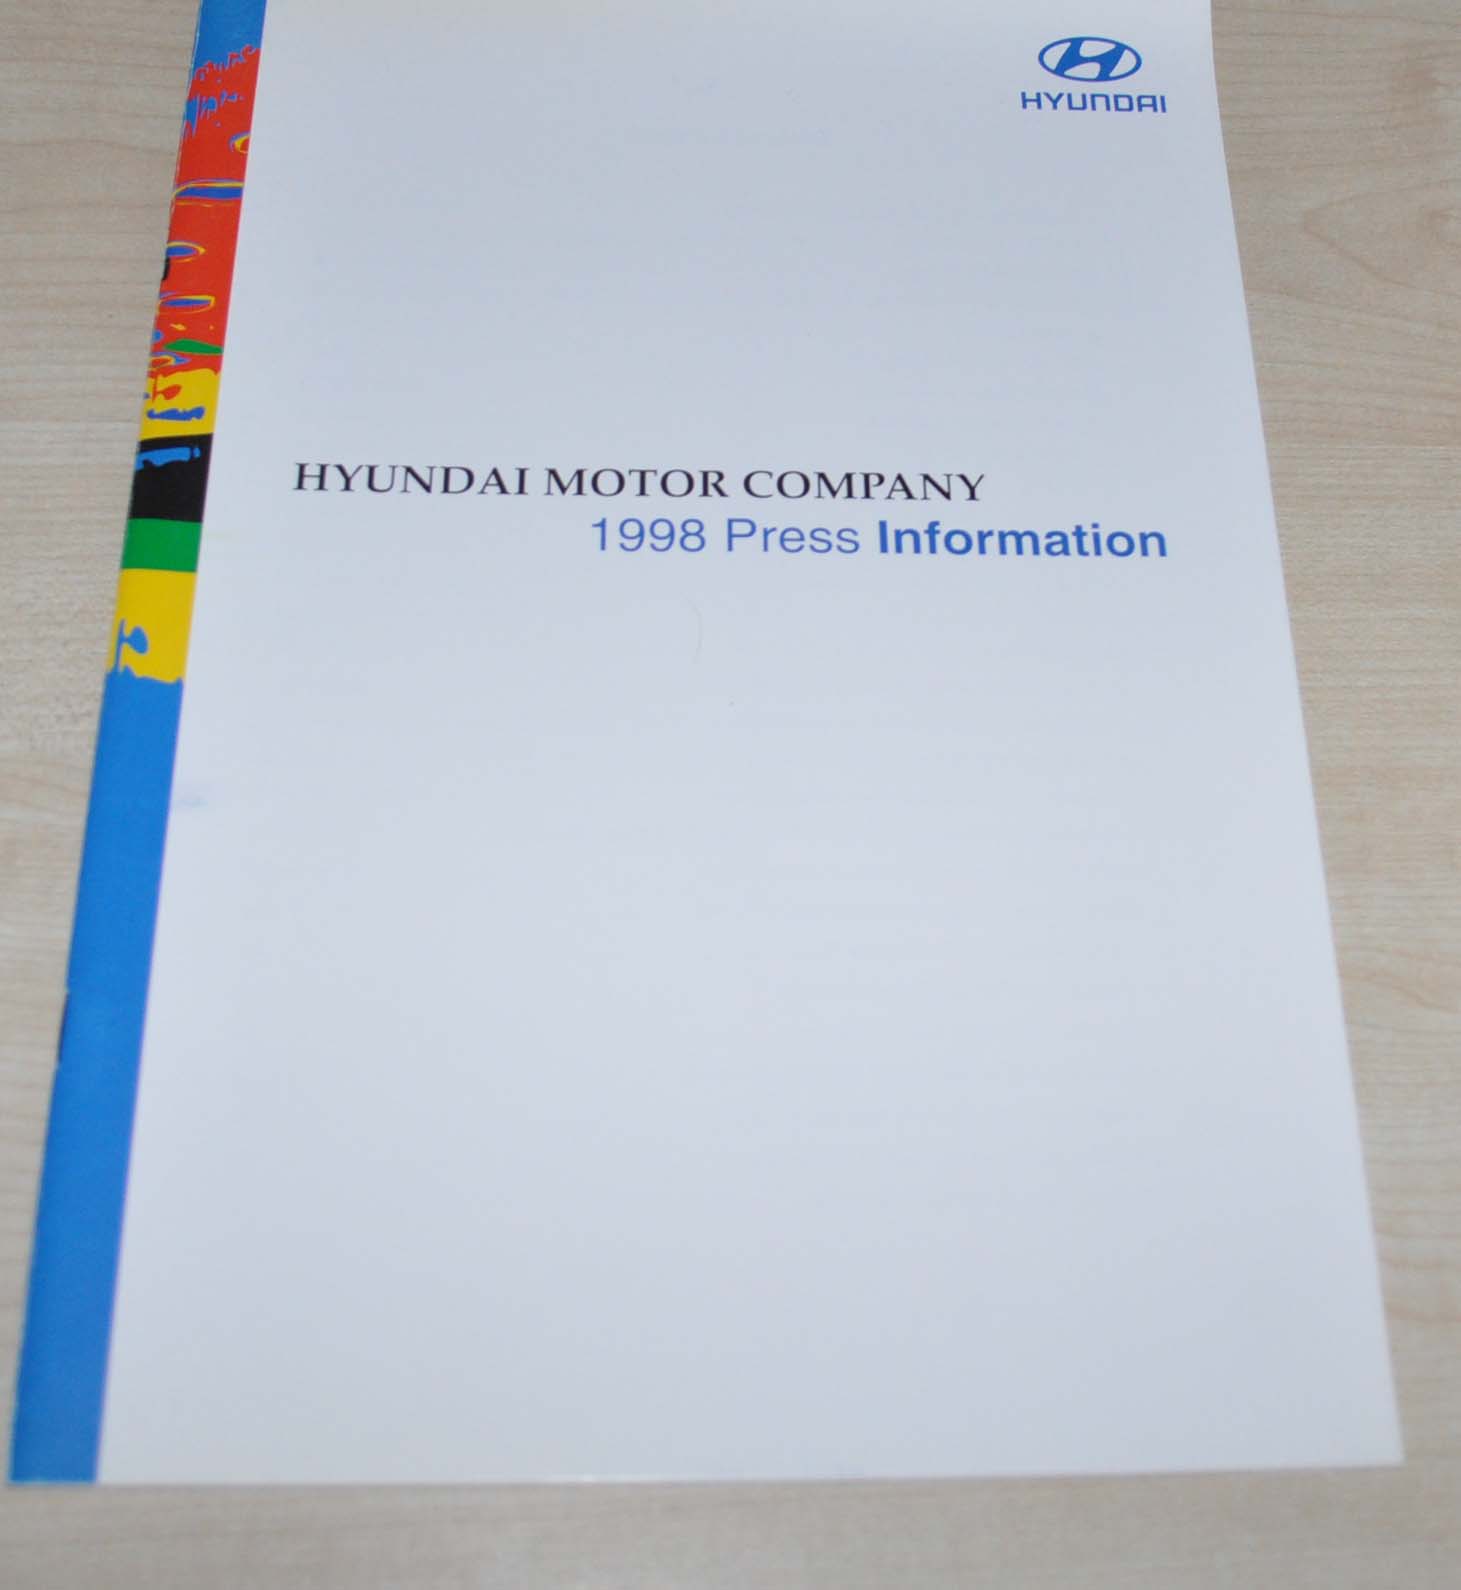 HYUNDAI
HYUNDAI MOTOR COMPANY
1998 Press Information